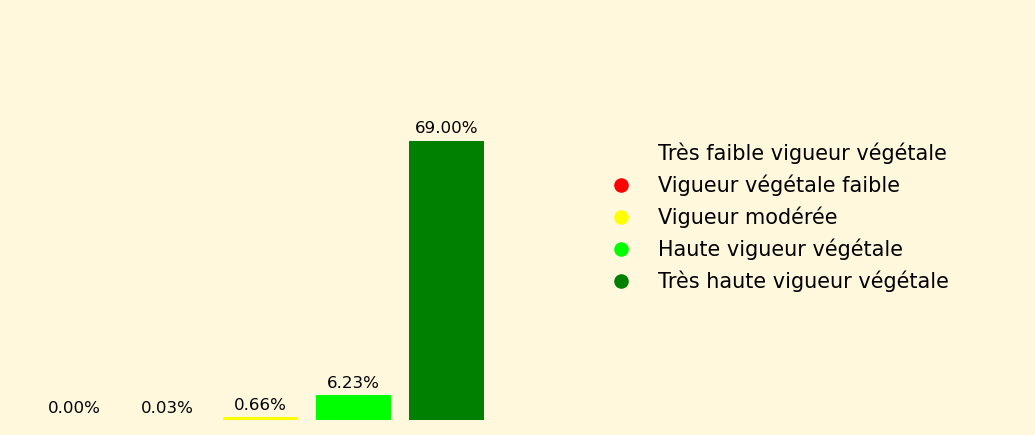 69.00%
6.23%
0.66%
0.03%
0.00%
Très faible vigueur végétale
Vigueur végétale faible
Vigueur modérée
Haute vigueur végétale
Très haute vigueur végétale